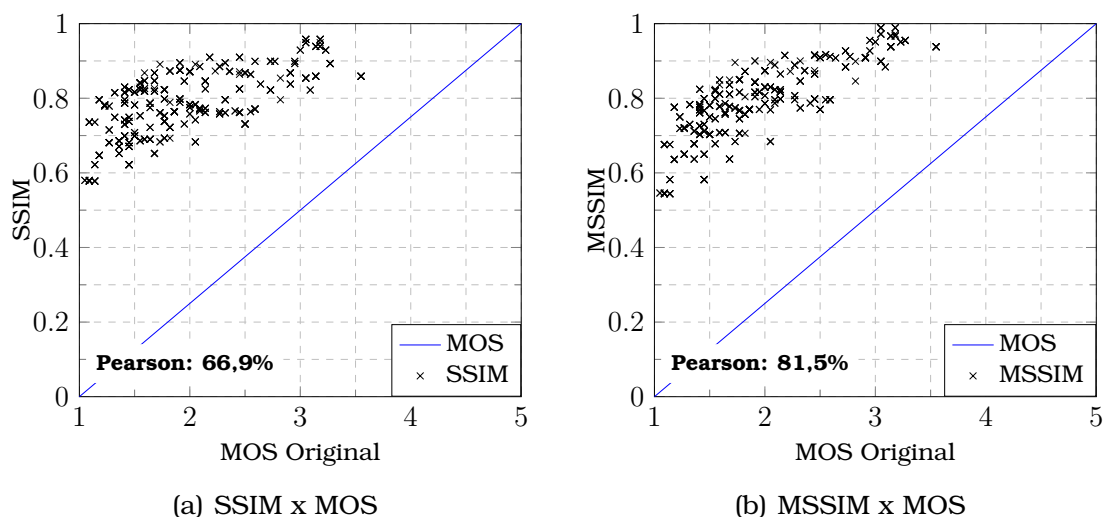 1
0.8
0.6
0.4
0.2
0
1
2
3
4
5
SSIM
MOS Original
Pearson: 66,9%
MOS
SSIM
(a) SSIM x MOS
1
0.8
0.6
0.4
0.2
0
1
2
3
4
5
MSSIM
MOS Original
Pearson: 81,5%
MOS
MSSIM
(b) MSSIM x MOS